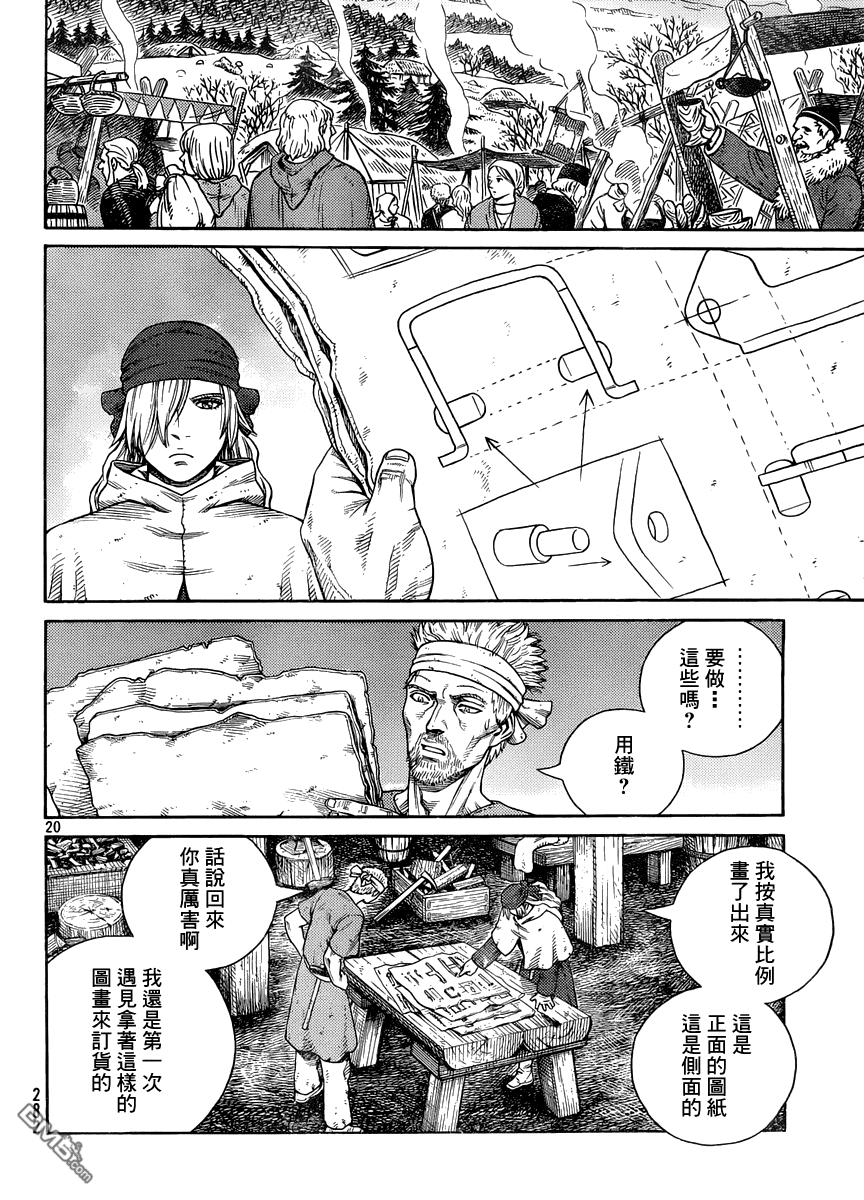 ………
要做…
這些嗎？
用鐵？
20
我按真實比例
畫了出來
這是
正面的圖紙
這是側面的
話說回來
你真厲害啊
我還是第一次
遇見拿著這樣的
圖畫來訂貨的